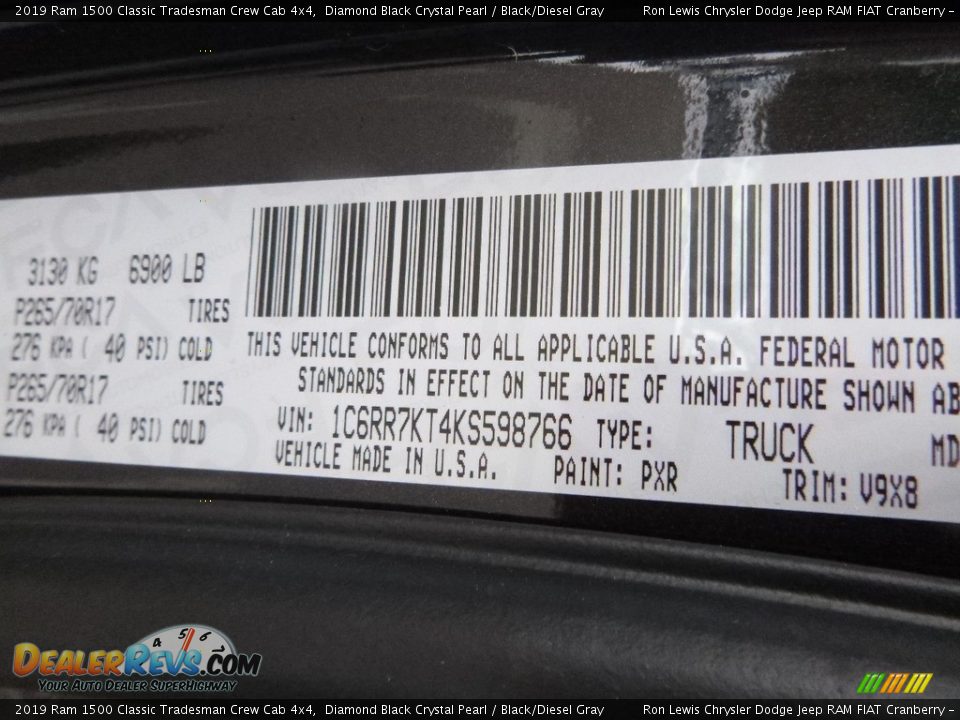 2019 Ram 1500 Classic Tradesman Crew Cab 4x4, Diamond Black Crystal Pearl / Black/Diesel Gray Ron Lewis Chrysler Dodge Jeep RAM FIAT Cranberry –
3130 KG 6900 LB
P265/70R17 TIRES
276 KPA ( 40 PSI) COLD
P265/70R17 TIRES
276 KPA ( 40 PSI) COLD
THIS VEHICLE CONFORMS TO ALL APPLICABLE U.S.A. FEDERAL MOTOR
STANDARDS IN EFFECT ON THE DATE OF MANUFACTURE SHOWN AB
VIN: 1C6RR7KT4KS598766 TYPE: TRUCK MD
VEHICLE MADE IN U.S.A. PAINT: PXR TRIM: V9X8
4 5 6
DEALERREVS.COM
YOUR AUTO DEALER SUPERHIGHWAY
2019 Ram 1500 Classic Tradesman Crew Cab 4x4, Diamond Black Crystal Pearl / Black/Diesel Gray Ron Lewis Chrysler Dodge Jeep RAM FIAT Cranberry –